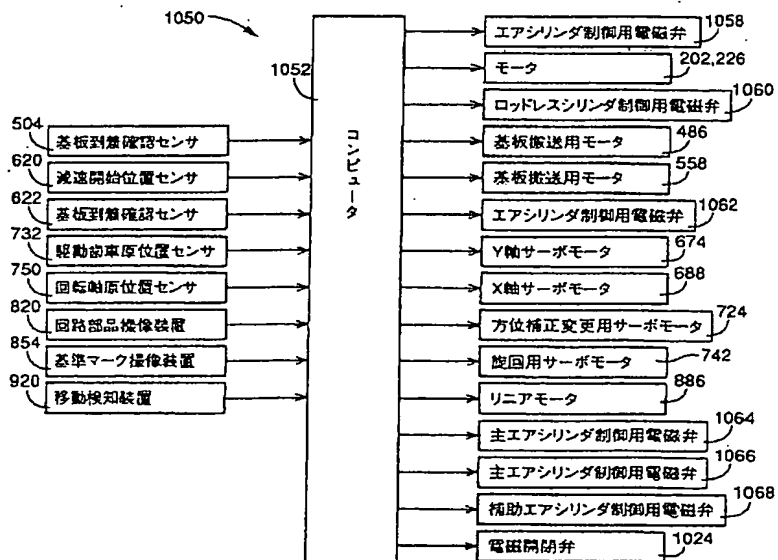 1050
1052
コンピュータ
504
基板到着確認センサ
620
減速開始位置センサ
622
基板到着確認センサ
732
駆動歯車原位置センサ
750
回転軸原位置センサ
820
回路部品撮像装置
854
基準マーク撮像装置
920
移動検知装置
エアシリンダ制御用電磁弁
1058
モータ
202,226
ロッドレスシリンダ制御用電磁弁
1060
基板搬送用モータ
486
基板搬送用モータ
558
エアシリンダ制御用電磁弁
1062
Y軸サーボモータ
674
X軸サーボモータ
688
方位補正変更用サーボモータ
724
旋回用サーボモータ
742
リニアモータ
886
主エアシリンダ制御用電磁弁
1064
主エアシリンダ制御用電磁弁
1066
補助エアシリンダ制御用電磁弁
1068
電磁開閉弁
1024